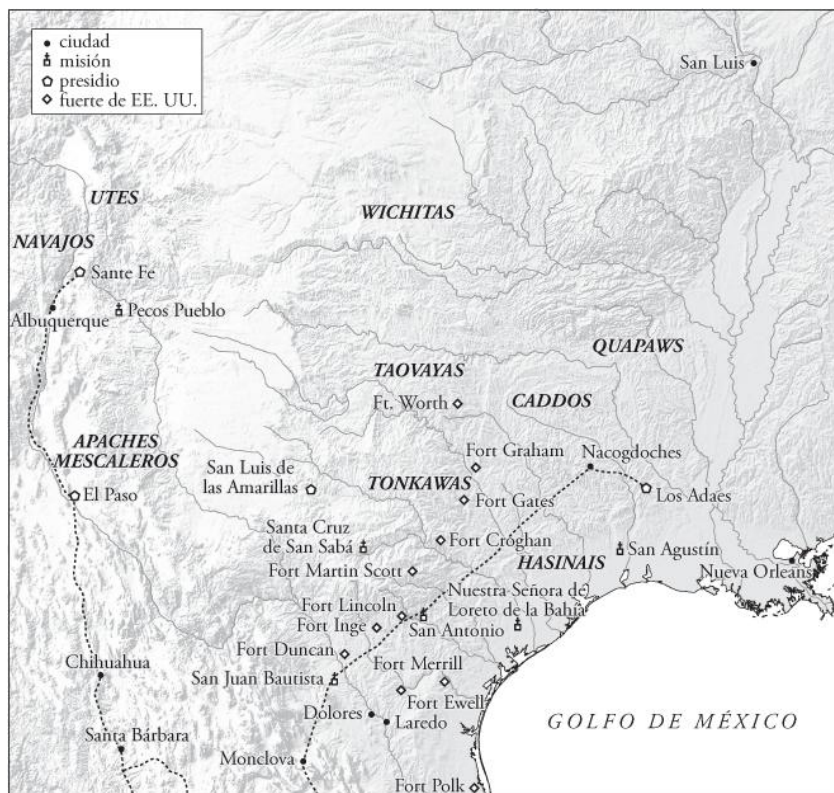 ciudad
misión
presidio
fuerte de EE. UU.
San Luis
UTES
WICHITAS
NAVAJOS
Sante Fe
Albuquerque
Pecos Pueblo
QUAPAWS
TAOVAYAS
Ft. Worth
CADDOS
APACHES
MESCALEROS
Fort Graham
Nacogdoches
San Luis de
las Amarillas
TONKAWAS
El Paso
Fort Gates
Los Adaes
Santa Cruz
de San Sabá
Fort Cróghan
HASINAIS
San Agustín
Fort Martin Scott
Nueva Orleáns
Nuestra Señora de
Loreto de la Bahía
Fort Lincoln
Fort Inge
San Antonio
Fort Duncan
Fort Merrill
Chihuahua
San Juan Bautista
Fort Ewell
Dolores
Laredo
GOLFO DE MÉXICO
Santa Bárbara
Monclova
Fort Polk